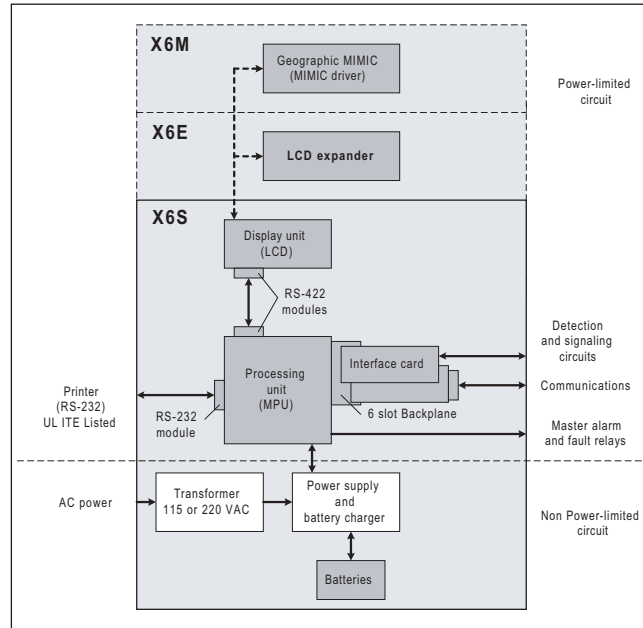 X6M
Geographic MIMIC
(MIMIC driver)
Power-limited
circuit
X6E
LCD expander
X6S
Display unit
(LCD)
RS-422
modules
Detection
and signaling
circuits
Interface card
Processing
unit
(MPU)
Communications
Printer
(RS-232)
UL ITE Listed
RS-232
module
6 slot Backplane
Master alarm
and fault relays
AC power
Transformer
115 or 220 VAC
Power supply
and
battery charger
Non Power-limited
circuit
Batteries